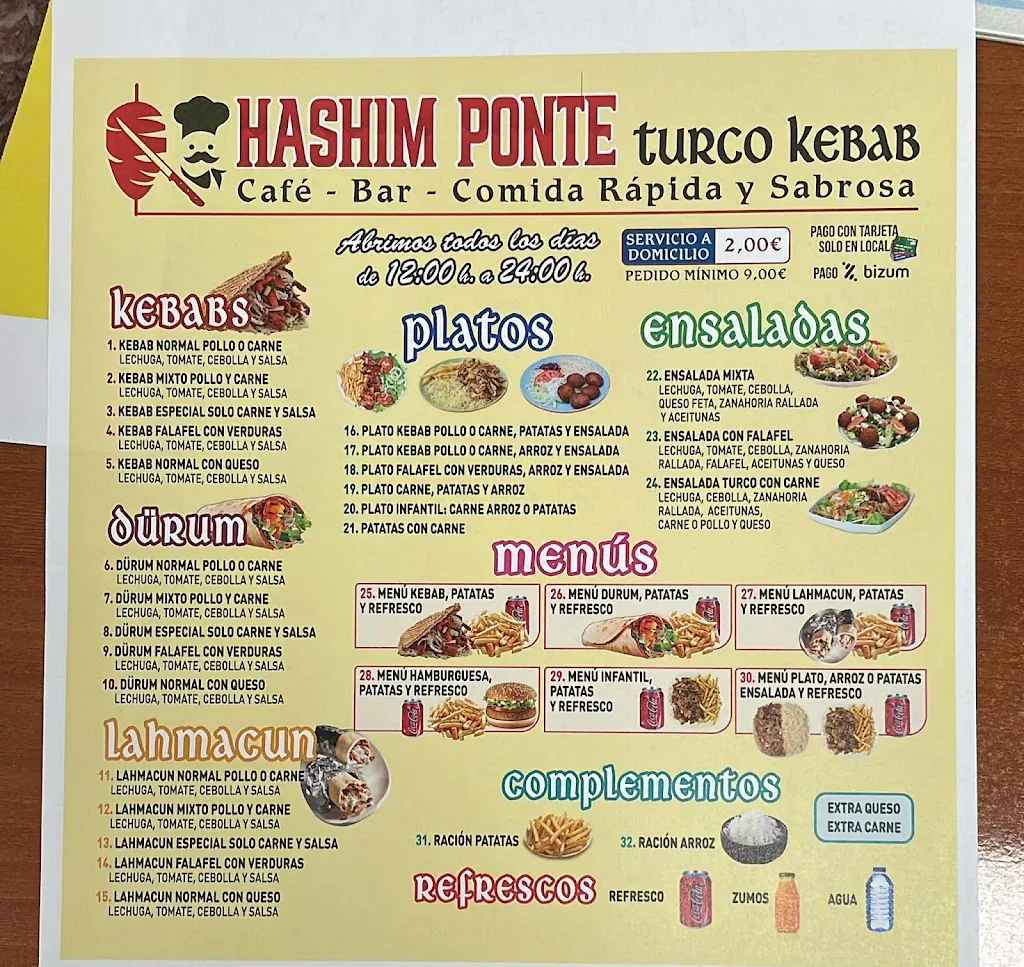 HASHIM PONTE TURCO KEBAB
Café - Bar - Comida Rápida y Sabrosa
Abrimos todos los días
de 12:00 h. a 24:00 h.
SERVICIO A
DOMICILIO
2,00€
PEDIDO MÍNIMO 9,00€
PAGO CON TARJETA
SOLO EN LOCAL
PAGO bizum
KEBABS
1. KEBAB NORMAL POLLO O CARNE
LECHUGA, TOMATE, CEBOLLA Y SALSA
2. KEBAB MIXTO POLLO Y CARNE
LECHUGA, TOMATE, CEBOLLA Y SALSA
3. KEBAB ESPECIAL SOLO CARNE Y SALSA
4. KEBAB FALAFEL CON VERDURAS
LECHUGA, TOMATE, CEBOLLA Y SALSA
5. KEBAB NORMAL CON QUESO
LECHUGA, TOMATE, CEBOLLA Y SALSA
DÜRUM
6. DÜRUM NORMAL POLLO O CARNE
LECHUGA, TOMATE, CEBOLLA Y SALSA
7. DÜRUM MIXTO POLLO Y CARNE
LECHUGA, TOMATE, CEBOLLA Y SALSA
8. DÜRUM ESPECIAL SOLO CARNE Y SALSA
9. DÜRUM FALAFEL CON VERDURAS
LECHUGA, TOMATE, CEBOLLA Y SALSA
10. DÜRUM NORMAL CON QUESO
LECHUGA, TOMATE, CEBOLLA Y SALSA
LAHMACUN
11. LAHMACUN NORMAL POLLO O CARNE
LECHUGA, TOMATE, CEBOLLA Y SALSA
12. LAHMACUN MIXTO POLLO Y CARNE
LECHUGA, TOMATE, CEBOLLA Y SALSA
13. LAHMACUN ESPECIAL SOLO CARNE Y SALSA
14. LAHMACUN FALAFEL CON VERDURAS
LECHUGA, TOMATE, CEBOLLA Y SALSA
15. LAHMACUN NORMAL CON QUESO
LECHUGA, TOMATE, CEBOLLA Y SALSA
PLATOS
16. PLATO KEBAB POLLO O CARNE, PATATAS Y ENSALADA
17. PLATO KEBAB POLLO O CARNE, ARROZ Y ENSALADA
18. PLATO FALAFEL CON VERDURAS, ARROZ Y ENSALADA
19. PLATO CARNE, PATATAS Y ARROZ
20. PLATO INFANTIL: CARNE ARROZ O PATATAS
21. PATATAS CON CARNE
ENSALADAS
22. ENSALADA MIXTA
LECHUGA, TOMATE, CEBOLLA,
QUESO FETA, ZANAHORIA RALLADA
Y ACEITUNAS
23. ENSALADA CON FALAFEL
LECHUGA, TOMATE, CEBOLLA, ZANAHORIA
RALLADA, FALAFEL, ACEITUNAS Y QUESO
24. ENSALADA TURCO CON CARNE
LECHUGA, CEBOLLA, ZANAHORIA
RALLADA, ACEITUNAS,
CARNE O POLLO Y QUESO
MENÚS
25. MENÚ KEBAB, PATATAS
Y REFRESCO
26. MENÚ DURUM, PATATAS
Y REFRESCO
27. MENÚ LAHMACUN, PATATAS
Y REFRESCO
28. MENÚ HAMBURGUESA,
PATATAS Y REFRESCO
29. MENÚ INFANTIL,
PATATAS
Y REFRESCO
30. MENÚ PLATO, ARROZ O PATATAS
ENSALADA Y REFRESCO
COMPLEMENTOS
31. RACIÓN PATATAS
32. RACIÓN ARROZ
EXTRA QUESO
EXTRA CARNE
REFRESCOS
REFRESCO
Coca-Cola
ZUMOS
AGUA